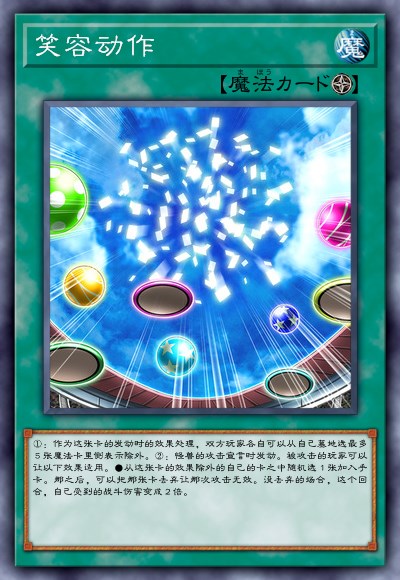 笑容动作
魔
【魔法カード】
まほう
①：作为这张卡的发动时的效果处理，双方玩家各自可以从自己墓地选最多
5张魔法卡里侧表示除外。②：怪兽的攻击宣言时发动。被攻击的玩家可以
让以下效果适用。●从这张卡的效果除外的自己的卡之中随机选1张加入手
卡。那之后，可以把那张卡丢弃让那次攻击无效。没丢弃的场合，这个回
合，自己受到的战斗伤害变成2倍。